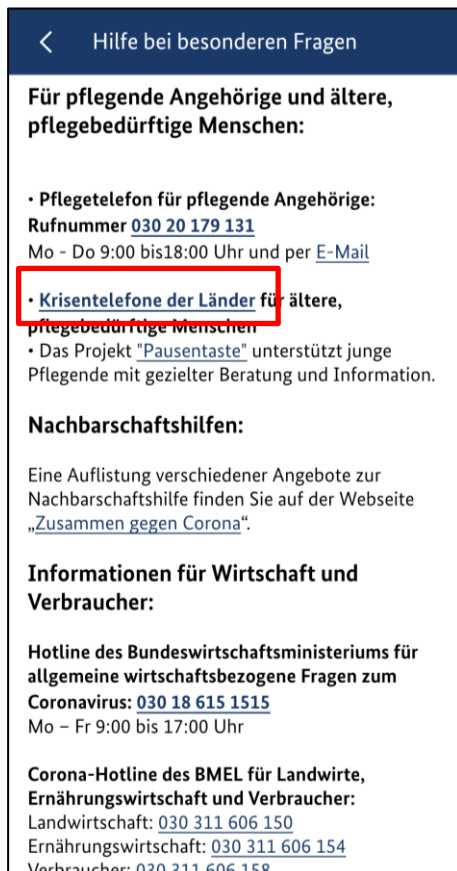 Hilfe bei besonderen Fragen
Für pflegende Angehörige und ältere,
pflegebedürftige Menschen:
• Pflegetelefon für pflegende Angehörige:
Rufnummer 030 20 179 131
Mo - Do 9:00 bis18:00 Uhr und per E-Mail
• Krisentelefone der Länder für ältere,
pflegebedürftige Menschen
• Das Projekt "Pausentaste" unterstützt junge
Pflegende mit gezielter Beratung und Information.
Nachbarschaftshilfen:
Eine Auflistung verschiedener Angebote zur
Nachbarschaftshilfe finden Sie auf der Webseite
„Zusammen gegen Corona“.
Informationen für Wirtschaft und
Verbraucher:
Hotline des Bundeswirtschaftsministeriums für
allgemeine wirtschaftsbezogene Fragen zum
Coronavirus: 030 18 615 1515
Mo – Fr 9:00 bis 17:00 Uhr
Corona-Hotline des BMEL für Landwirte,
Ernährungswirtschaft und Verbraucher:
Landwirtschaft: 030 311 606 150
Ernährungswirtschaft: 030 311 606 154
Verbraucher: 030 311 606 158